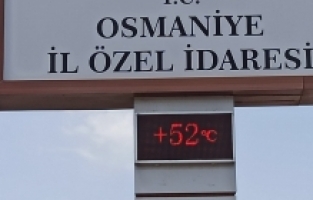 T.C.
OSMANİYE
İL ÖZEL İDARESİ
+52°C